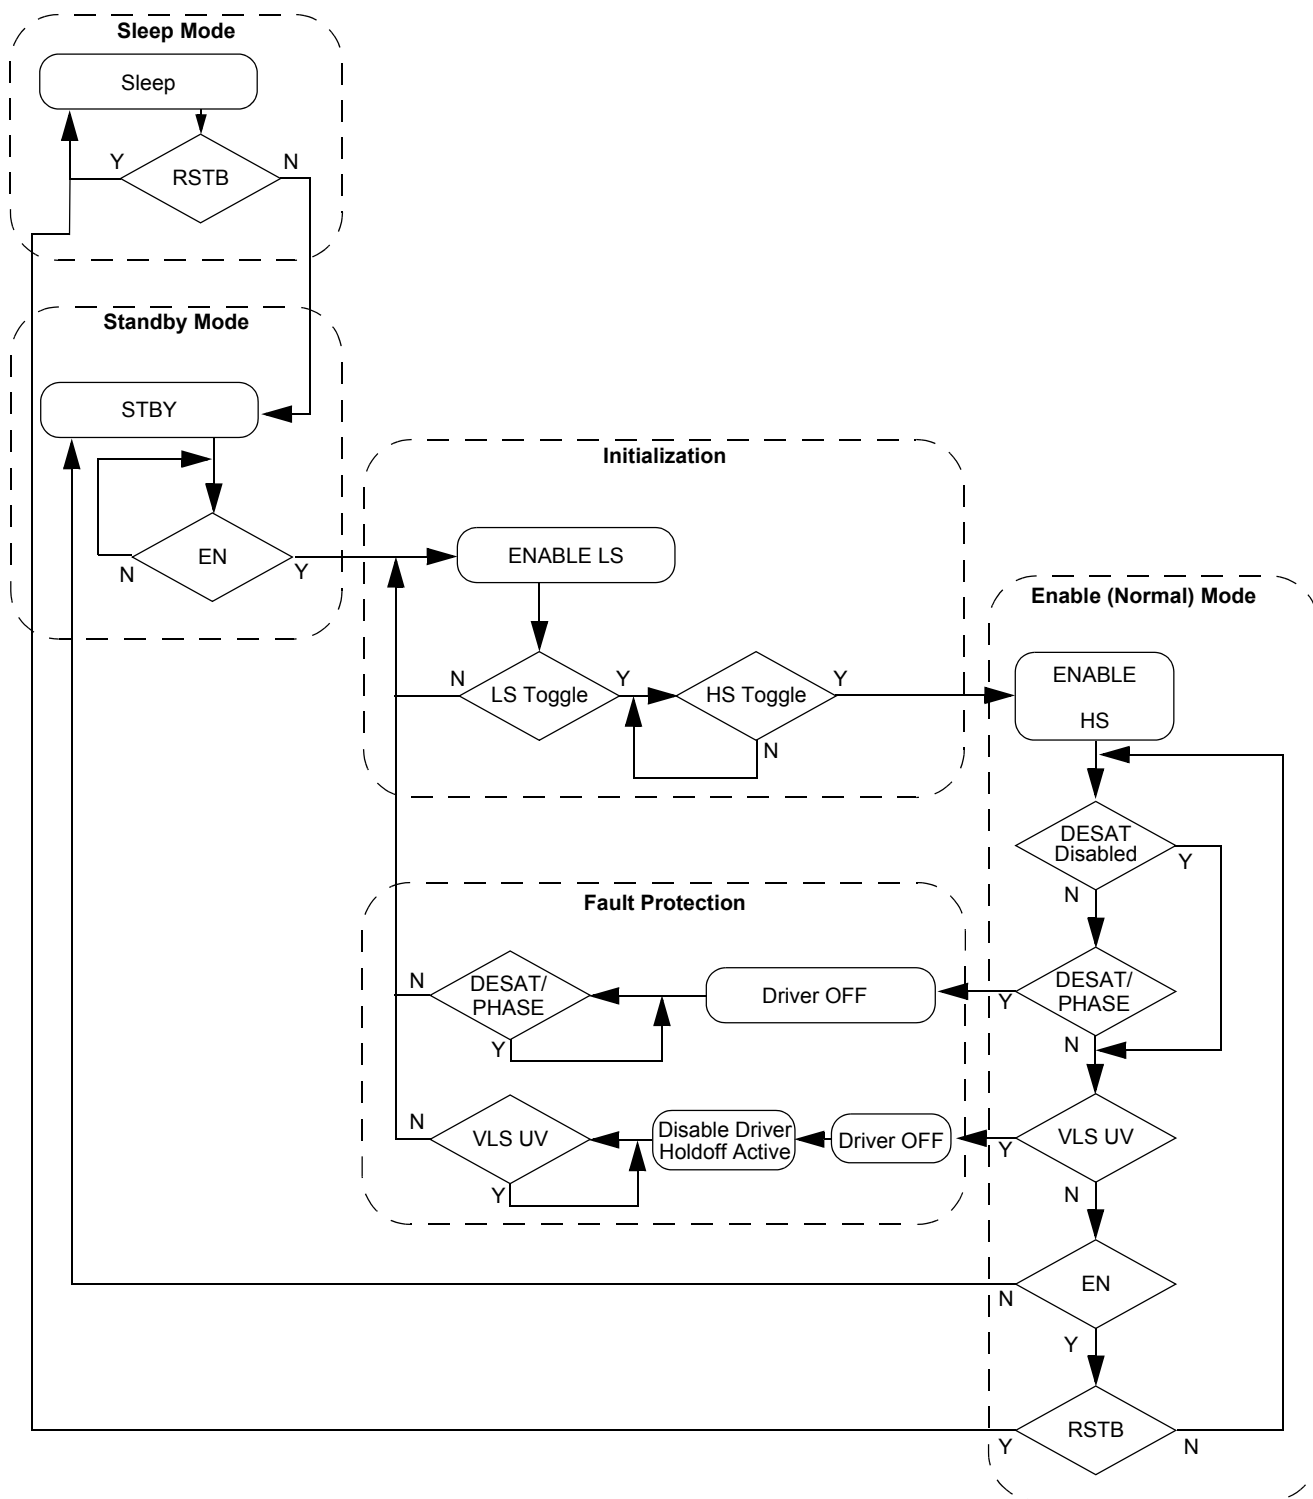 Sleep Mode
Sleep
Y
N
RSTB
Standby Mode
STBY
EN
N
Y
Initialization
ENABLE LS
N
LS Toggle
Y
HS Toggle
Y
N
Enable (Normal) Mode
ENABLE
HS
DESAT
Disabled
Y
N
DESAT/
PHASE
Y
N
Fault Protection
N
DESAT/
PHASE
Y
Driver OFF
N
VLS UV
Y
Disable Driver
Holdoff Active
Driver OFF
VLS UV
Y
N
EN
N
Y
RSTB
Y
N